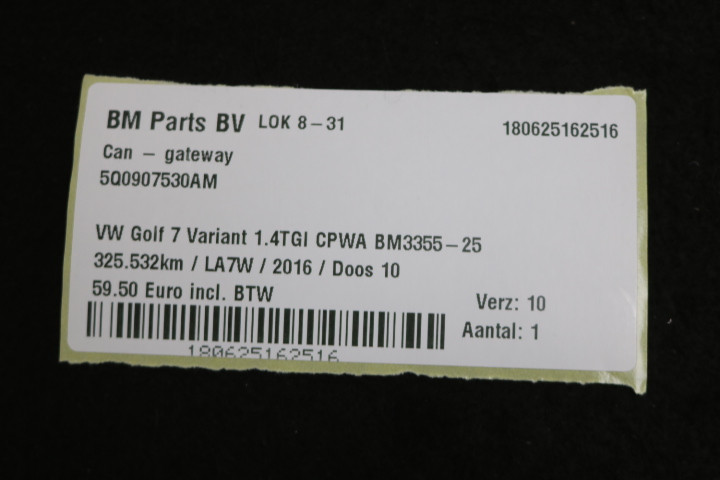 BM Parts BV LOK 8-31 180625162516
Can - gateway
5Q0907530AM
VW Golf 7 Variant 1.4TGI CPWA BM3355-25
325.532km / LA7W / 2016 / Doos 10
59.50 Euro incl. BTW
Verz: 10
Aantal: 1
180625162516